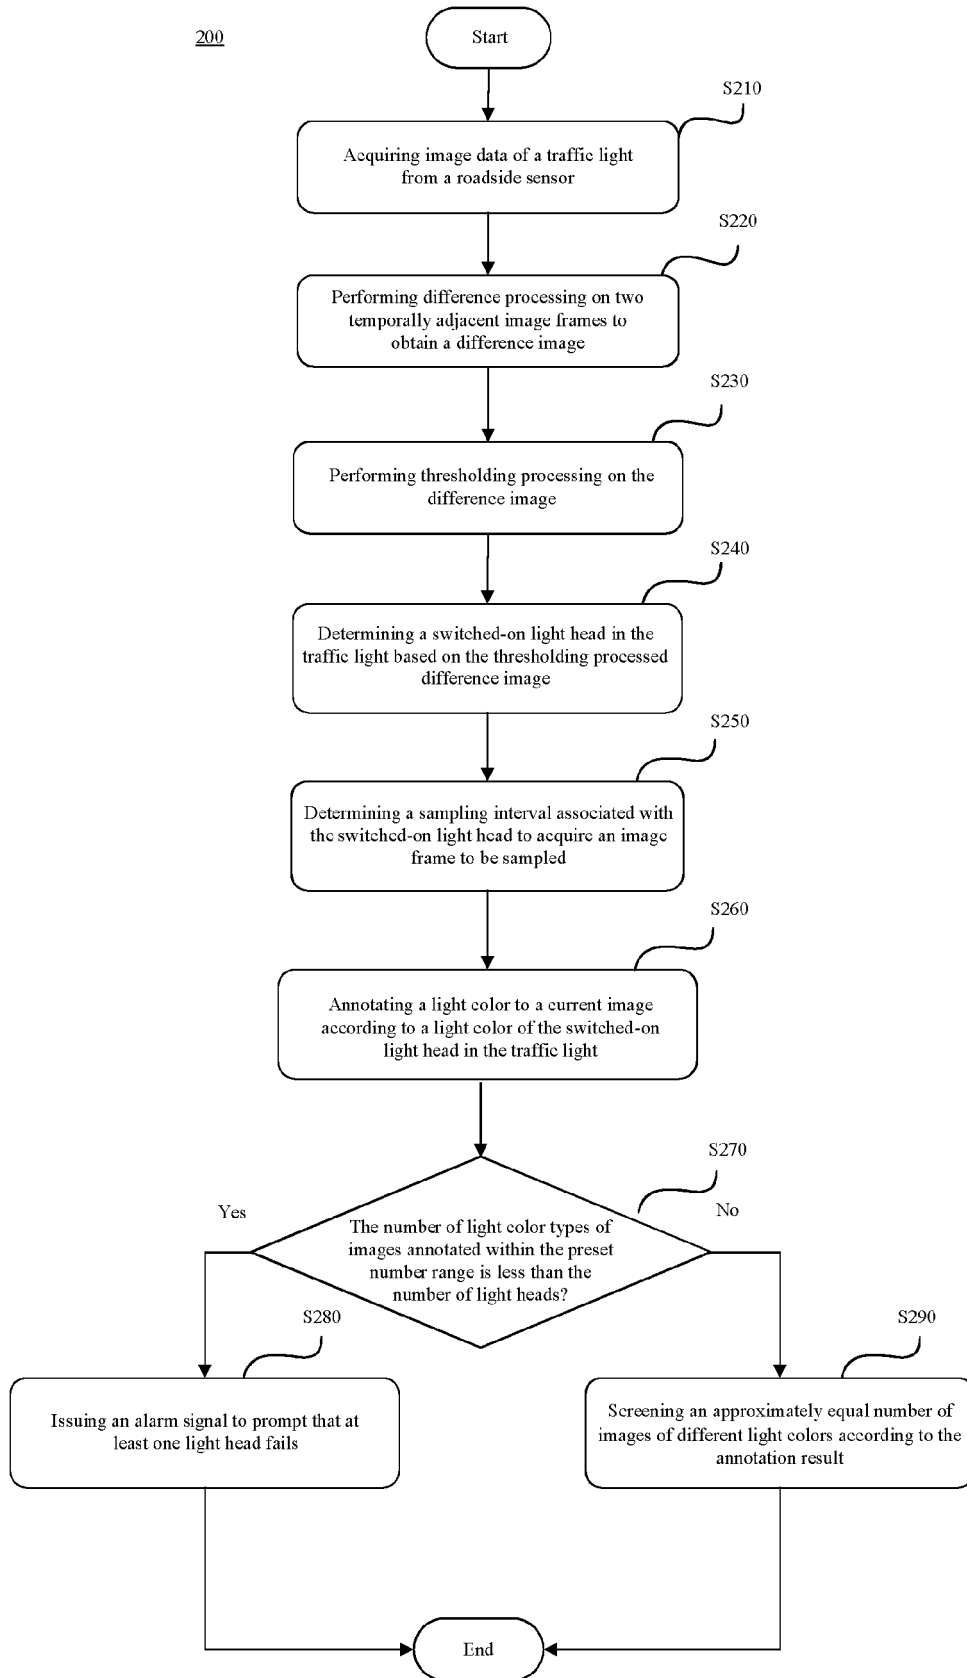 200
Start
S210
Acquiring image data of a traffic light
from a roadside sensor
S220
Performing difference processing on two
temporally adjacent image frames to
obtain a difference image
S230
Performing thresholding processing on the
difference image
S240
Determining a switched-on light head in the
traffic light based on the thresholding processed
difference image
S250
Determining a sampling interval associated with
the switched-on light head to acquire an image
frame to be sampled
S260
Annotating a light color to a current image
according to a light color of the switched-on
light head in the traffic light
S270
Yes
No
The number of light color types of
images annotated within the preset
number range is less than the
number of light heads?
S280
Issuing an alarm signal to prompt that at
least one light head fails
S290
Screening an approximately equal number of
images of different light colors according to the
annotation result
End